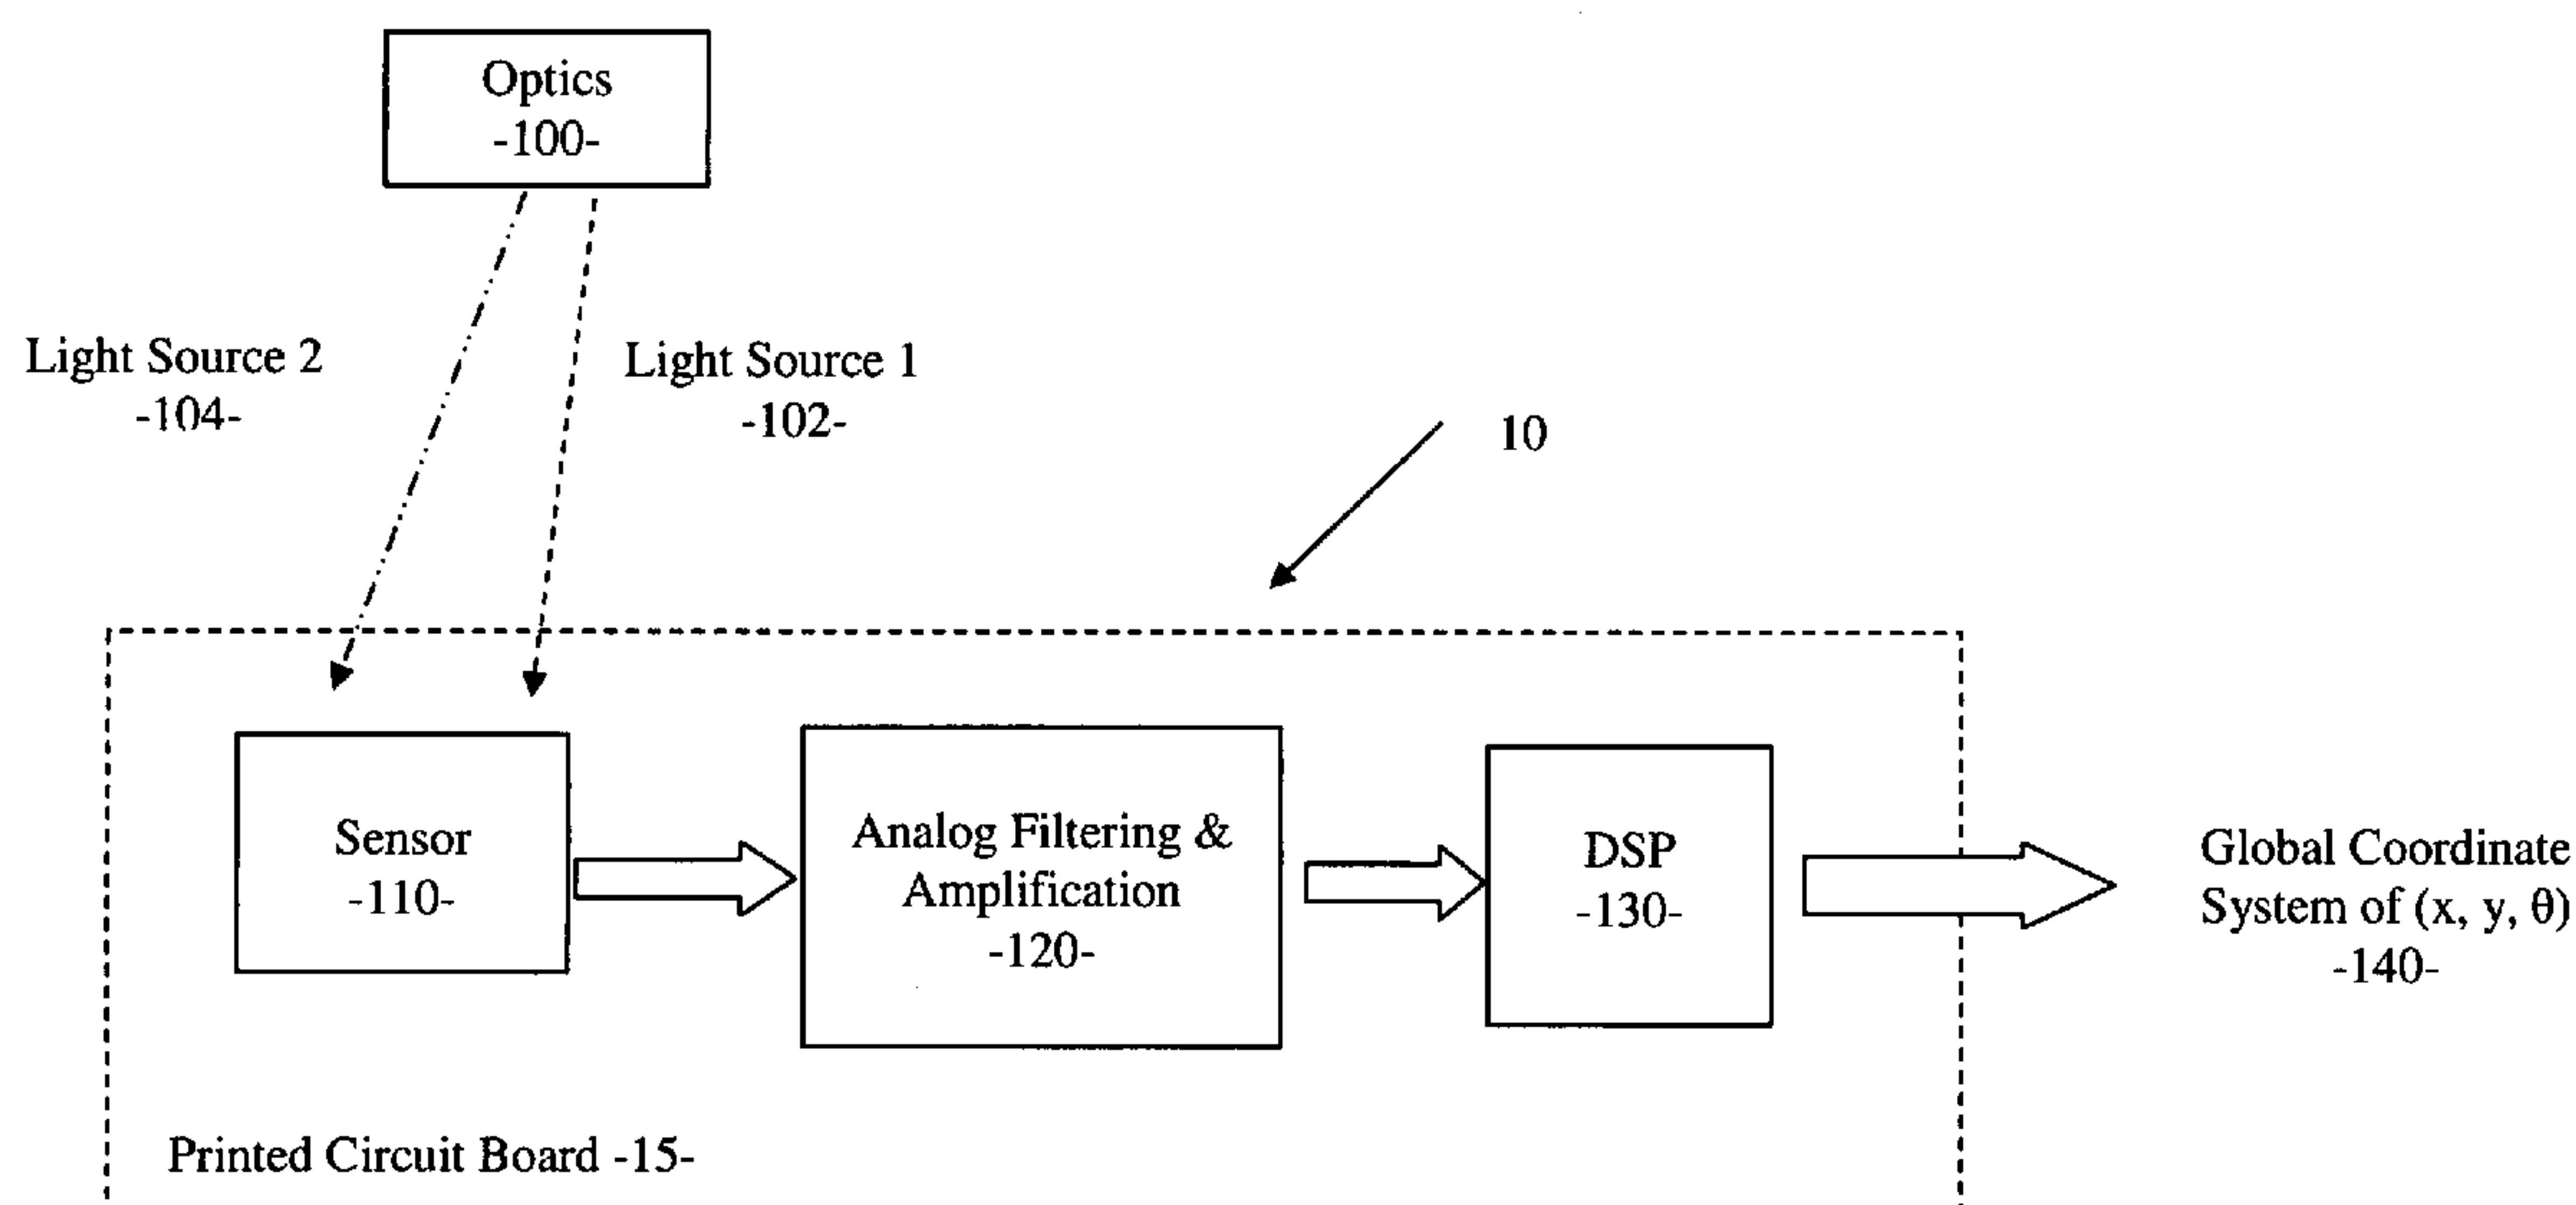 Optics
-100-
Light Source 2
-104-
Light Source 1
-102-
10
Sensor
-110-
Analog Filtering &
Amplification
-120-
DSP
-130-
Global Coordinate
System of (x, y, θ)
-140-
Printed Circuit Board -15-